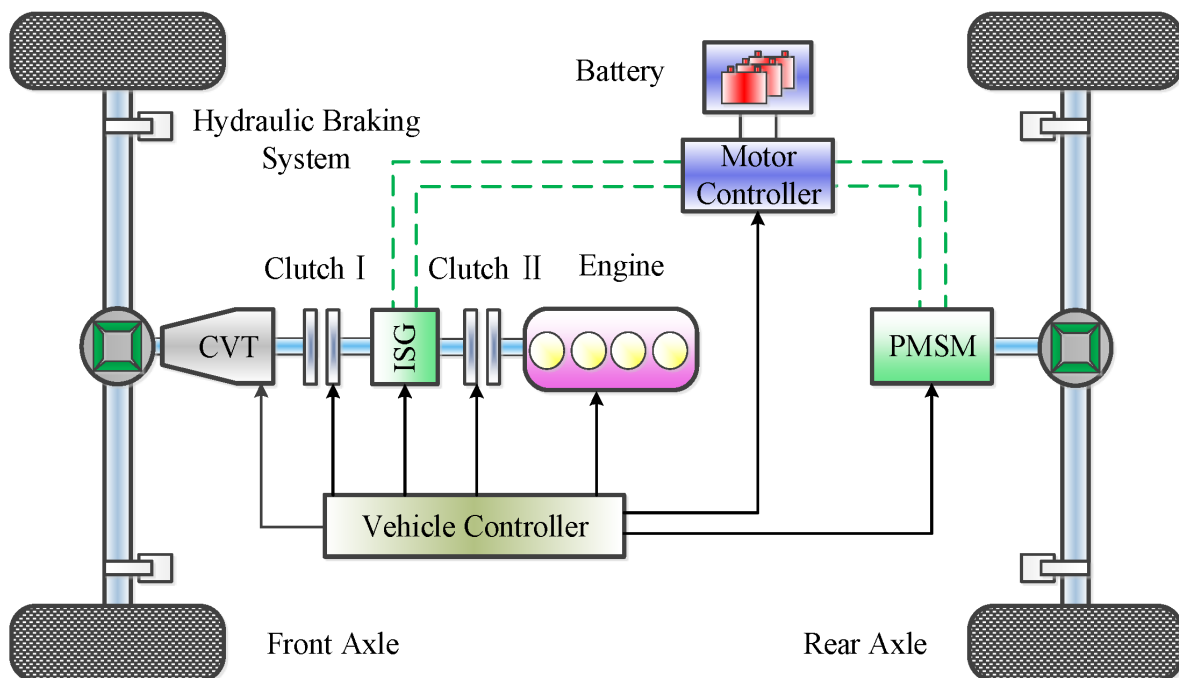 Battery
Hydraulic Braking
System
Motor
Controller
Clutch Ⅰ
Clutch Ⅱ
Engine
CVT
ISG
PMSM
Vehicle Controller
Front Axle
Rear Axle